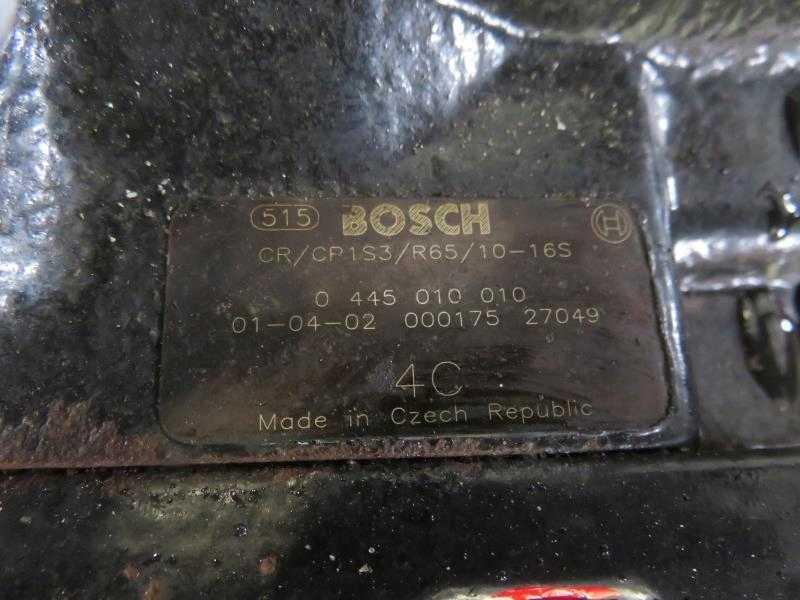 515 BOSCH
CR/CP1S3/R65/10-16S
0 445 010 010
01-04-02 000175 27049
4C
Made in Czech Republic